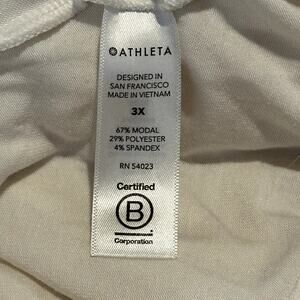 ATHLETA
DESIGNED IN
SAN FRANCISCO
MADE IN VIETNAM
3X
67% MODAL
29% POLYESTER
4% SPANDEX
RN 54023
Certified
B
Corporation